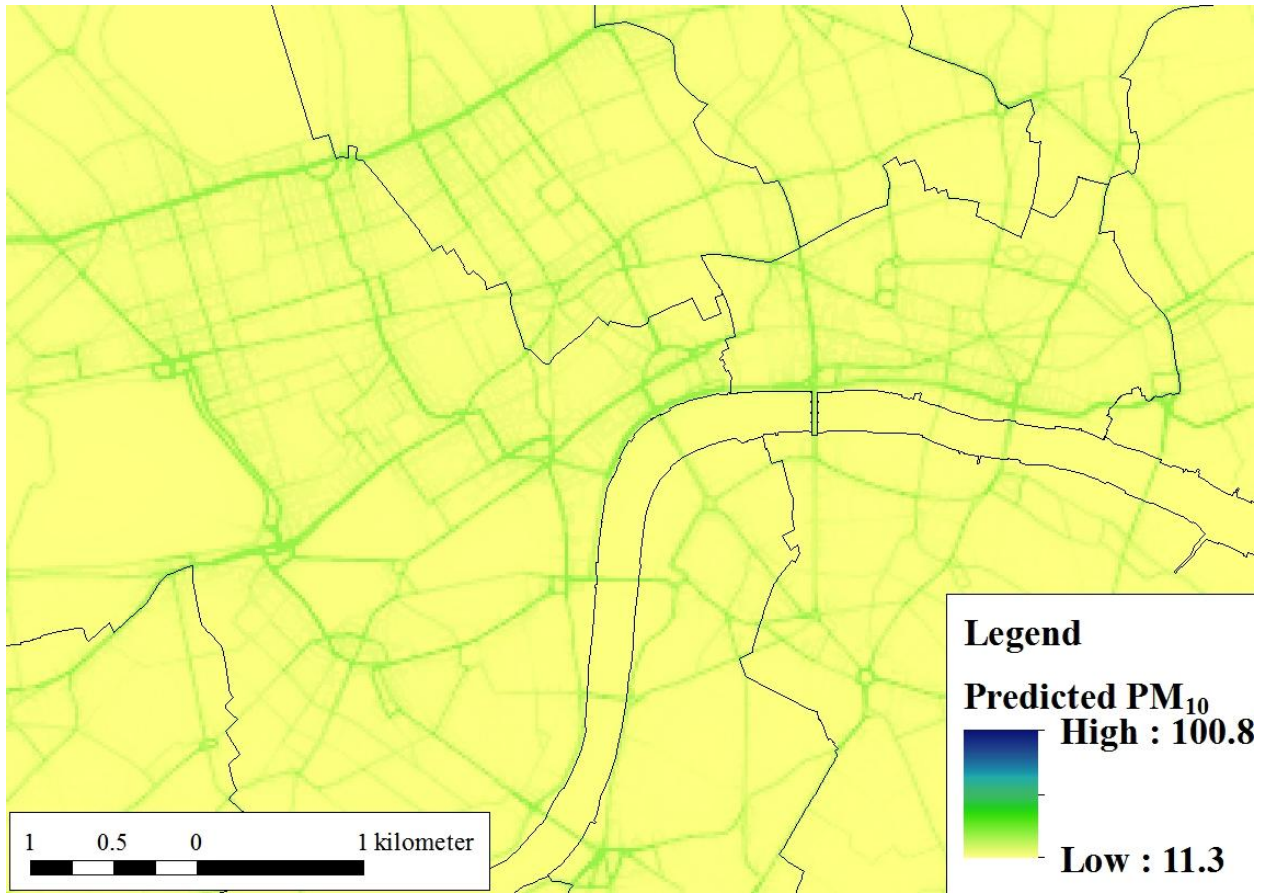 Legend
Predicted PM₁₀
High : 100.8
Low : 11.3
1 0.5 0 1 kilometer